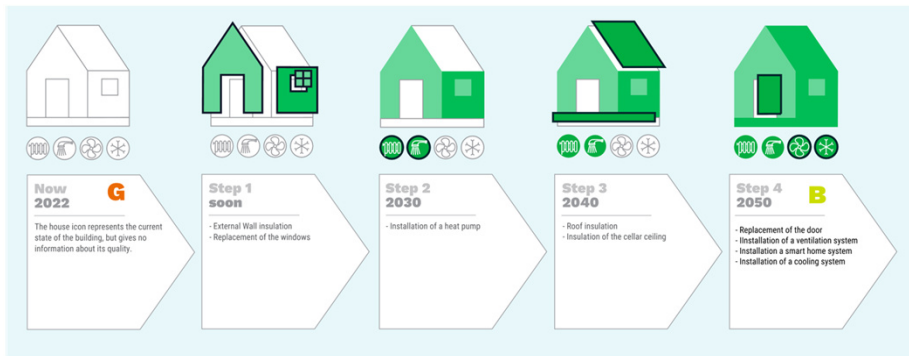 Now
2022
G
The house icon represents the current
state of the building, but gives no
information about its quality.
Step 1
soon
- External Wall insulation
- Replacement of the windows
Step 2
2030
- Installation of a heat pump
Step 3
2040
- Roof insulation
- Insulation of the cellar ceiling
Step 4
2050
B
- Replacement of the door
- Iinstallation of a ventilation system
- Installation a smart home system
- Installation of a cooling system